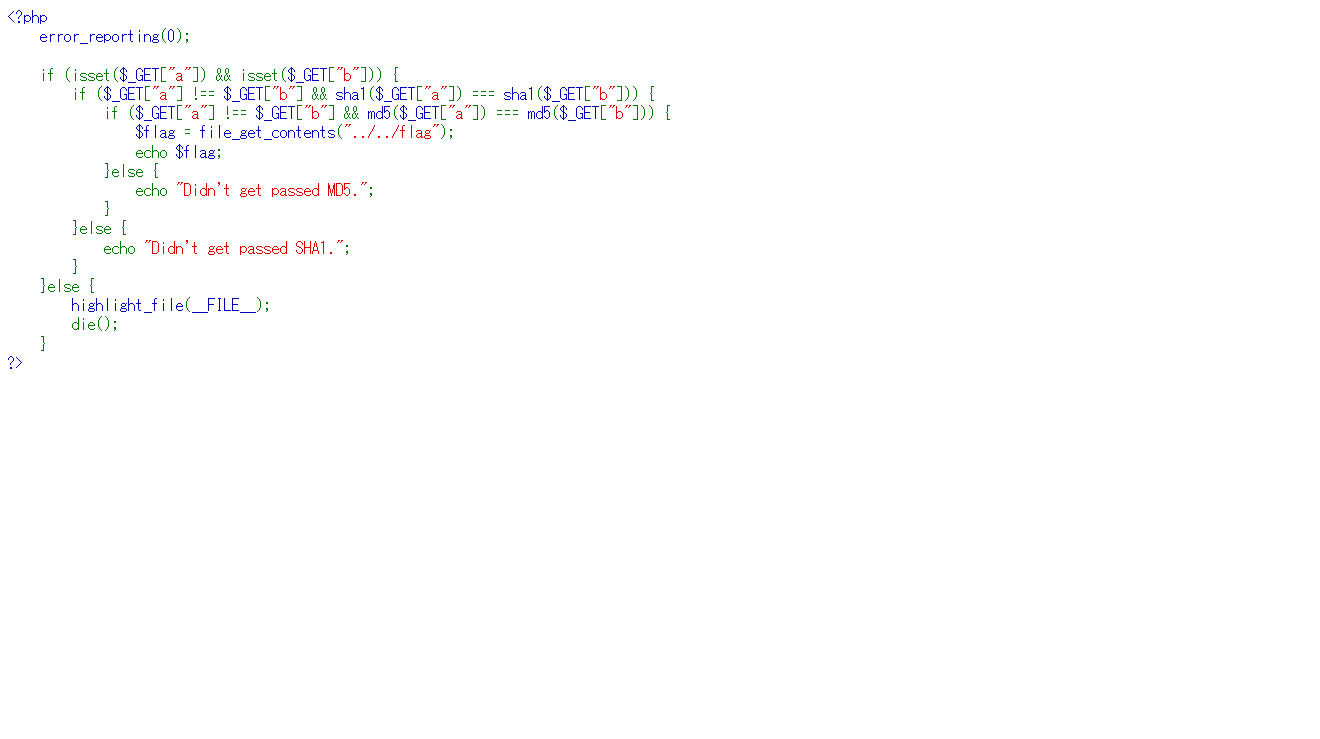 <?php
    error_reporting(0);

    if (isset($_GET["a"]) && isset($_GET["b"])) {
        if ($_GET["a"] !== $_GET["b"] && sha1($_GET["a"]) === sha1($_GET["b"])) {
            if ($_GET["a"] !== $_GET["b"] && md5($_GET["a"]) === md5($_GET["b"])) {
                $flag = file_get_contents("../../flag");
                echo $flag;
            }else {
                echo "Didn't get passed MD5.";
            }
        }else {
            echo "Didn't get passed SHA1.";
        }
    }else {
        highlight_file(__FILE__);
        die();
    }
?>